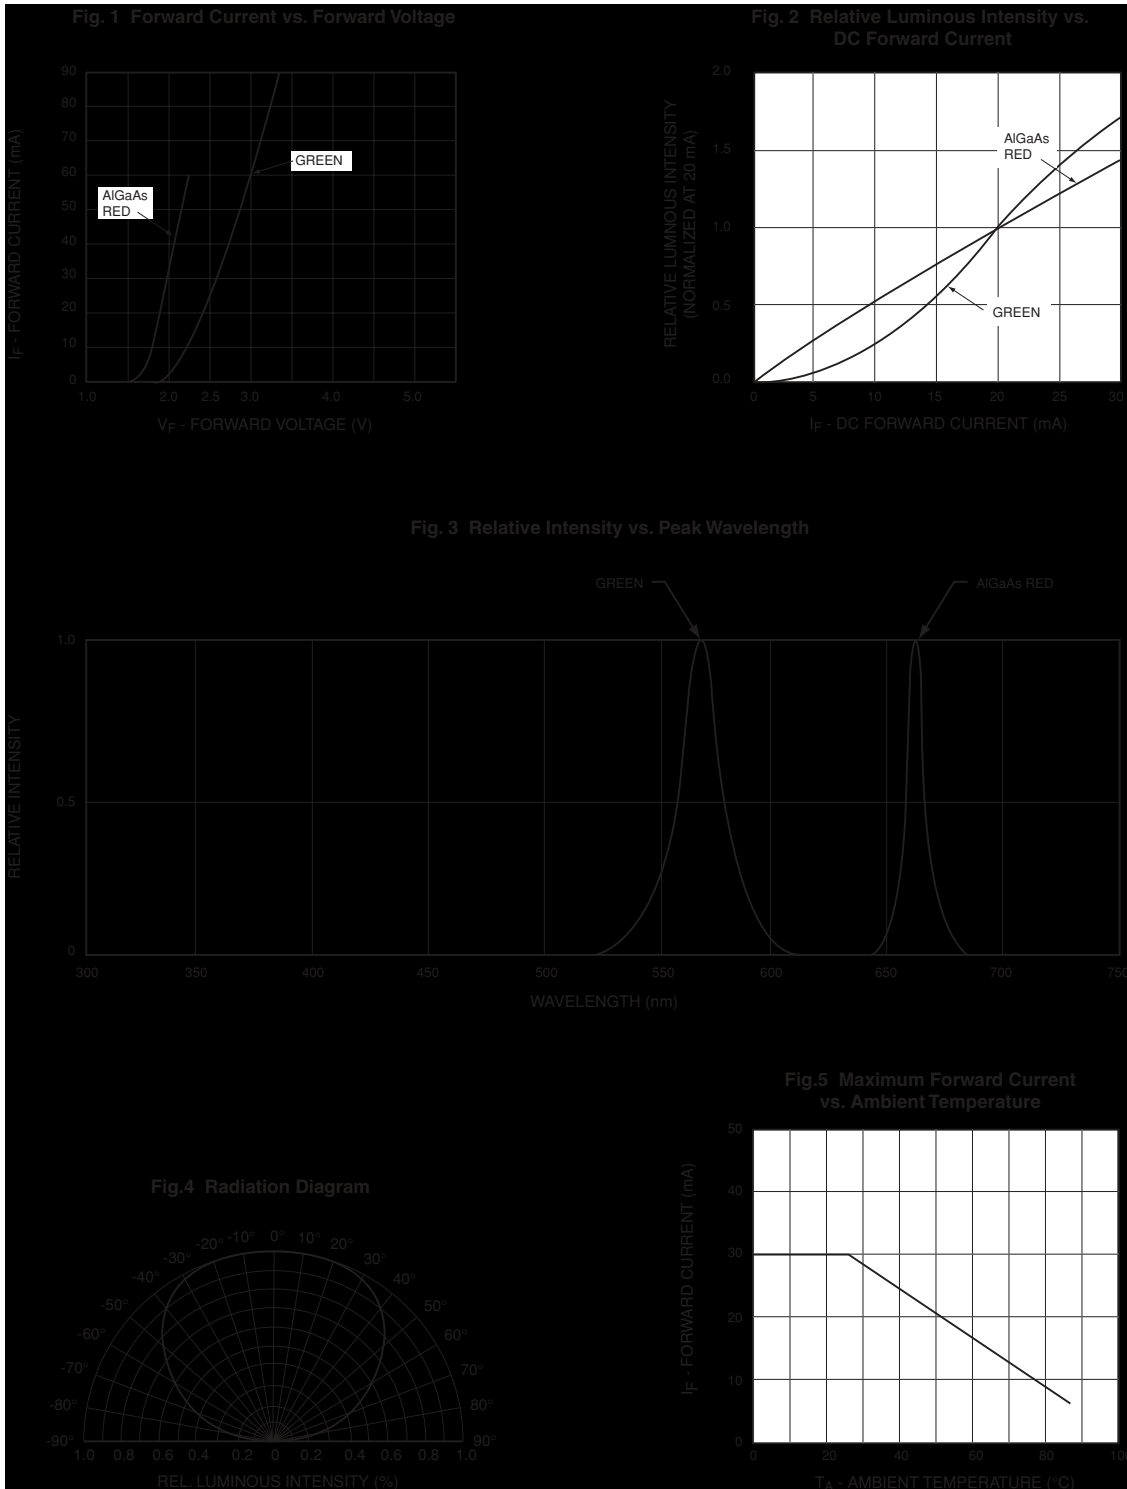 Fig. 1 Forward Current vs. Forward Voltage
IF - FORWARD CURRENT (mA)
90
80
70
60
50
40
30
20
10
0
AlGaAs
RED
GREEN
1.0 2.0 2.5 3.0 4.0 5.0
VF - FORWARD VOLTAGE (V)
Fig. 2 Relative Luminous Intensity vs.
DC Forward Current
RELATIVE LUMNOUS INTENSITY
(NORMALIZED AT 20 mA)
2.0
1.5
1.0
0.5
0.0
AlGaAs
RED
GREEN
0 5 10 15 20 25 30
IF - DC FORWARD CURRENT (mA)
Fig. 3 Relative Intensity vs. Peak Wavelength
GREEN
AlGaAs RED
RELATIVE INTENSITY
1.0
0.5
0
300 350 400 450 500 550 600 650 700 750
WAVELENGTH (nm)
Fig.4 Radiation Diagram
-90° -80° -70° -60° -50° -40° -30° -20° -10° 0° 10° 20° 30° 40° 50° 60° 70° 80° 90°
1.0 0.8 0.6 0.4 0.2 0 0.2 0.4 0.6 0.8 1.0
REL. LUMINOUS INTENSITY (%)
Fig.5 Maximum Forward Current
vs. Ambient Temperature
IF - FORWARD CURRENT (mA)
50
40
30
20
10
0
0 20 40 60 80
TA - AMBIENT TEMPERATURE (°C)